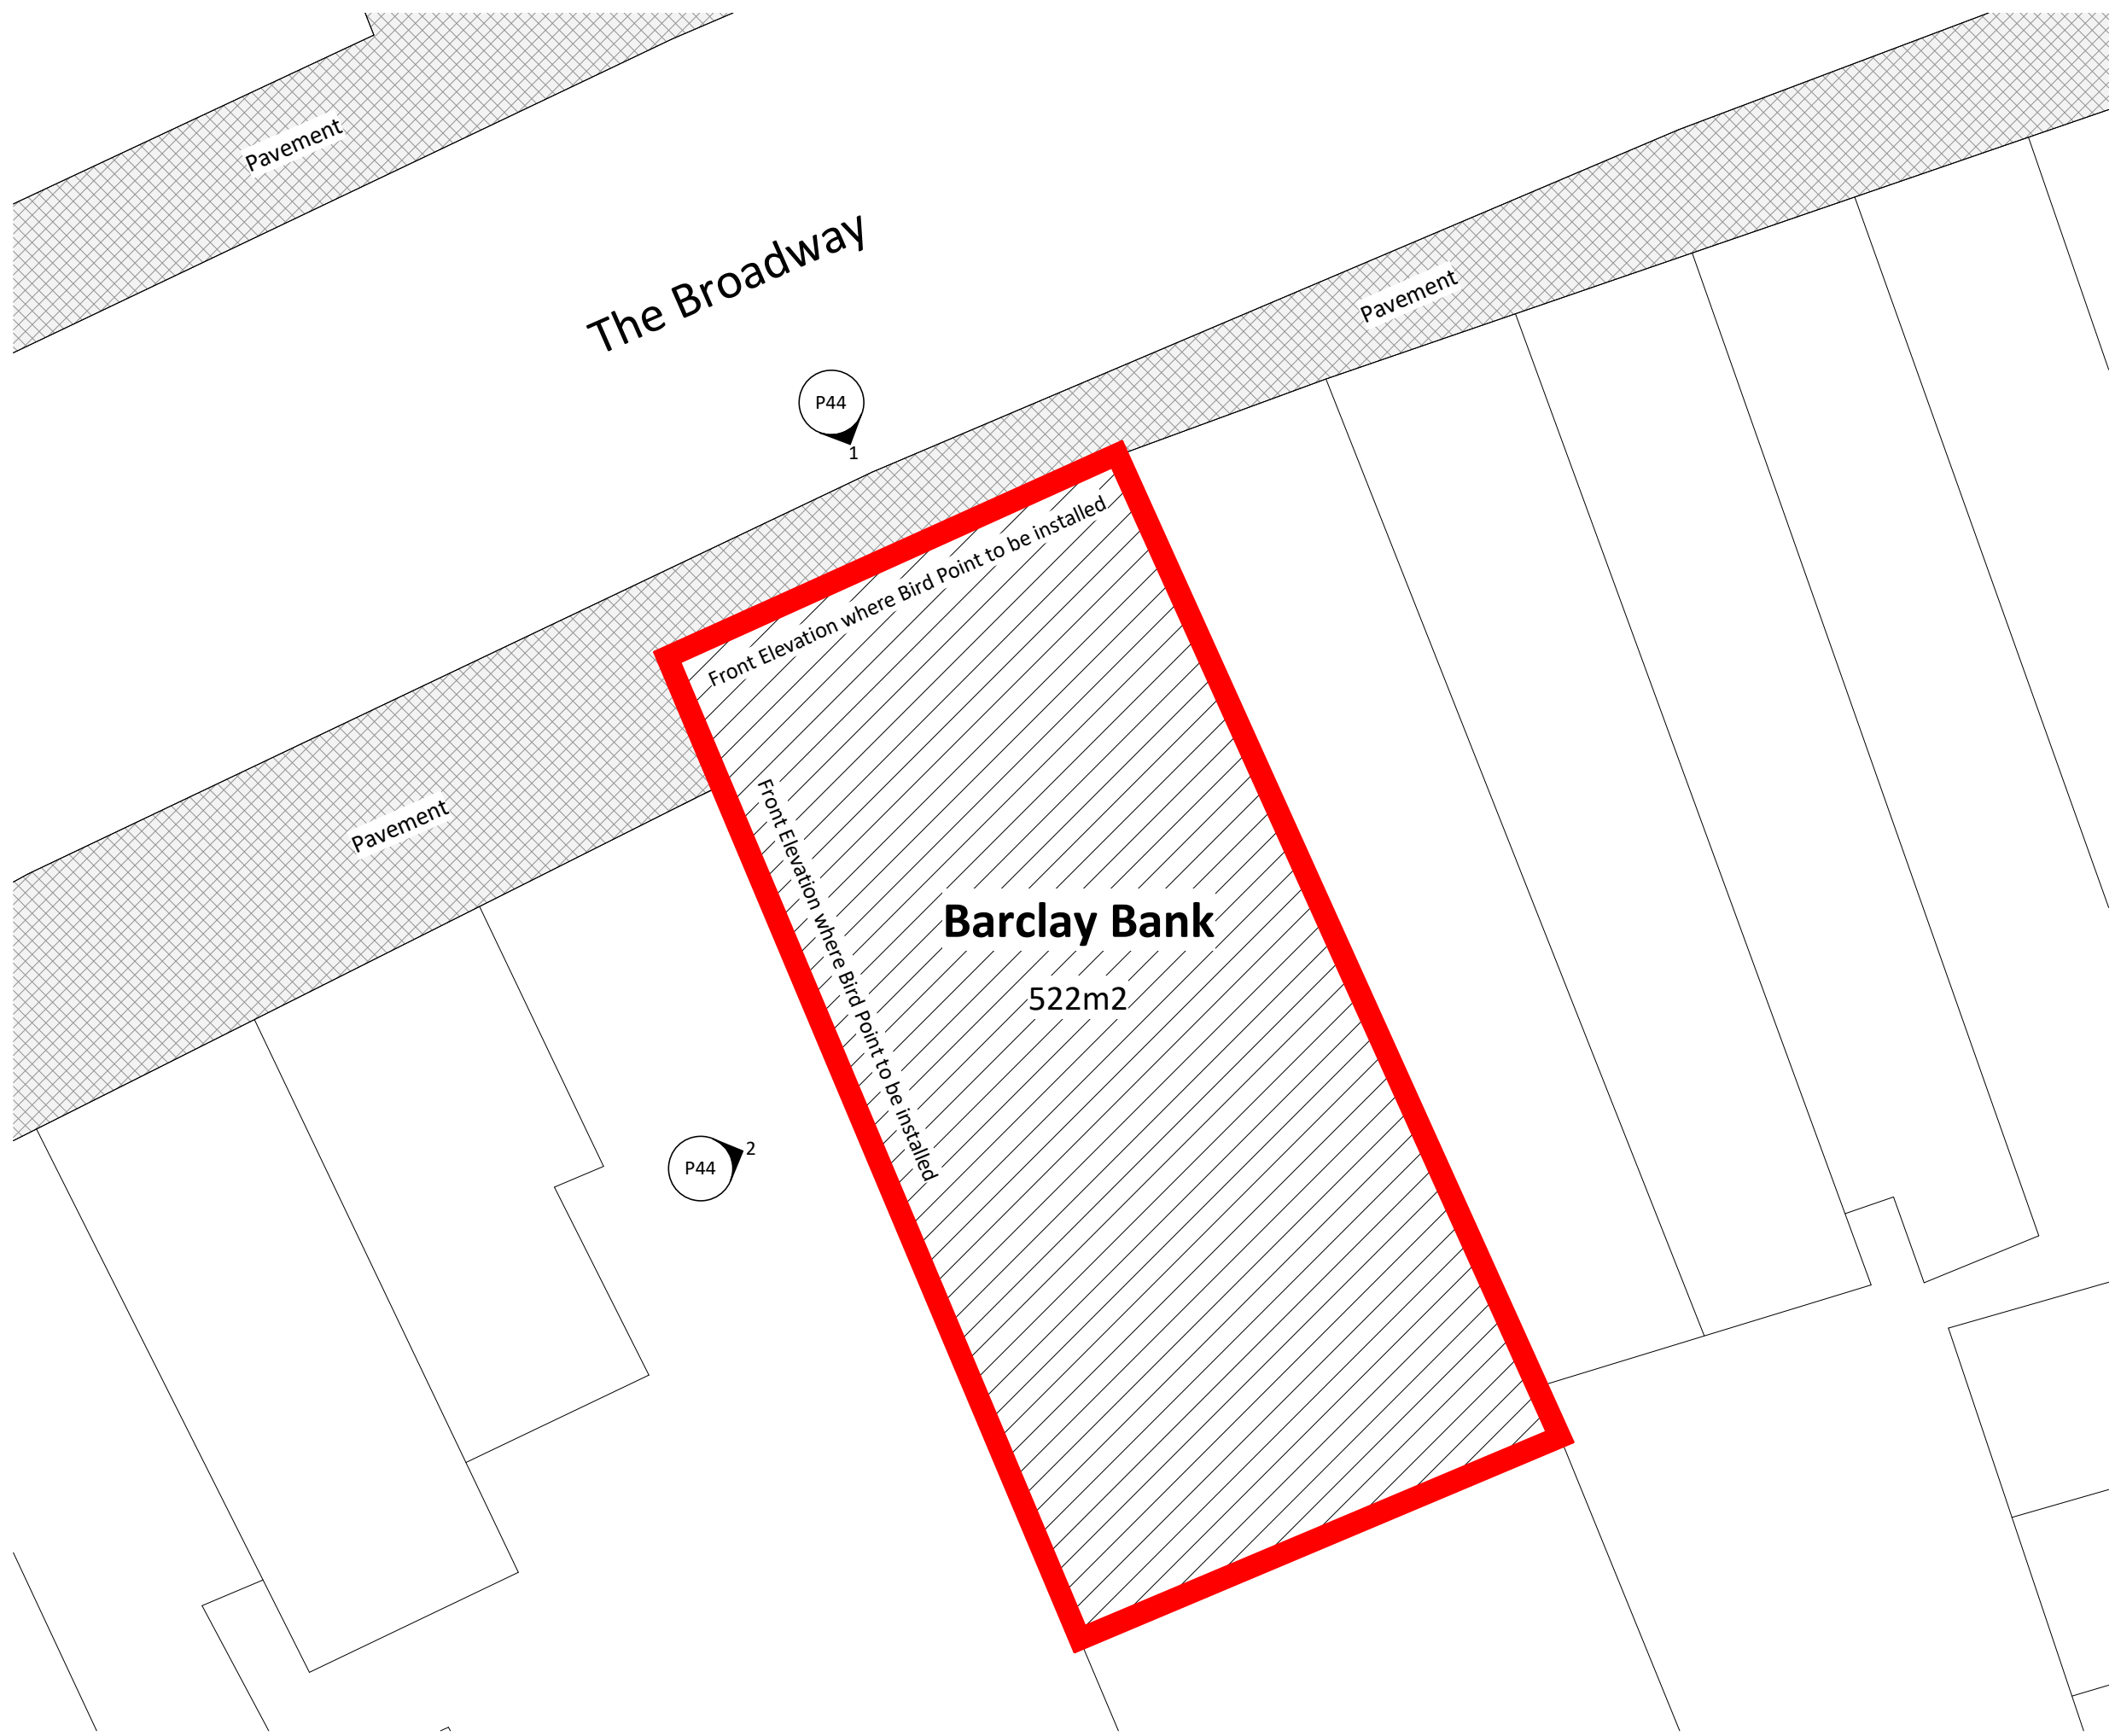 Pavement
The Broadway
Pavement
P44
1
Front Elevation where Bird Point to be installed
Pavement
Front Elevation where Bird Point to be installed
Barclay Bank
522m2
P44
2